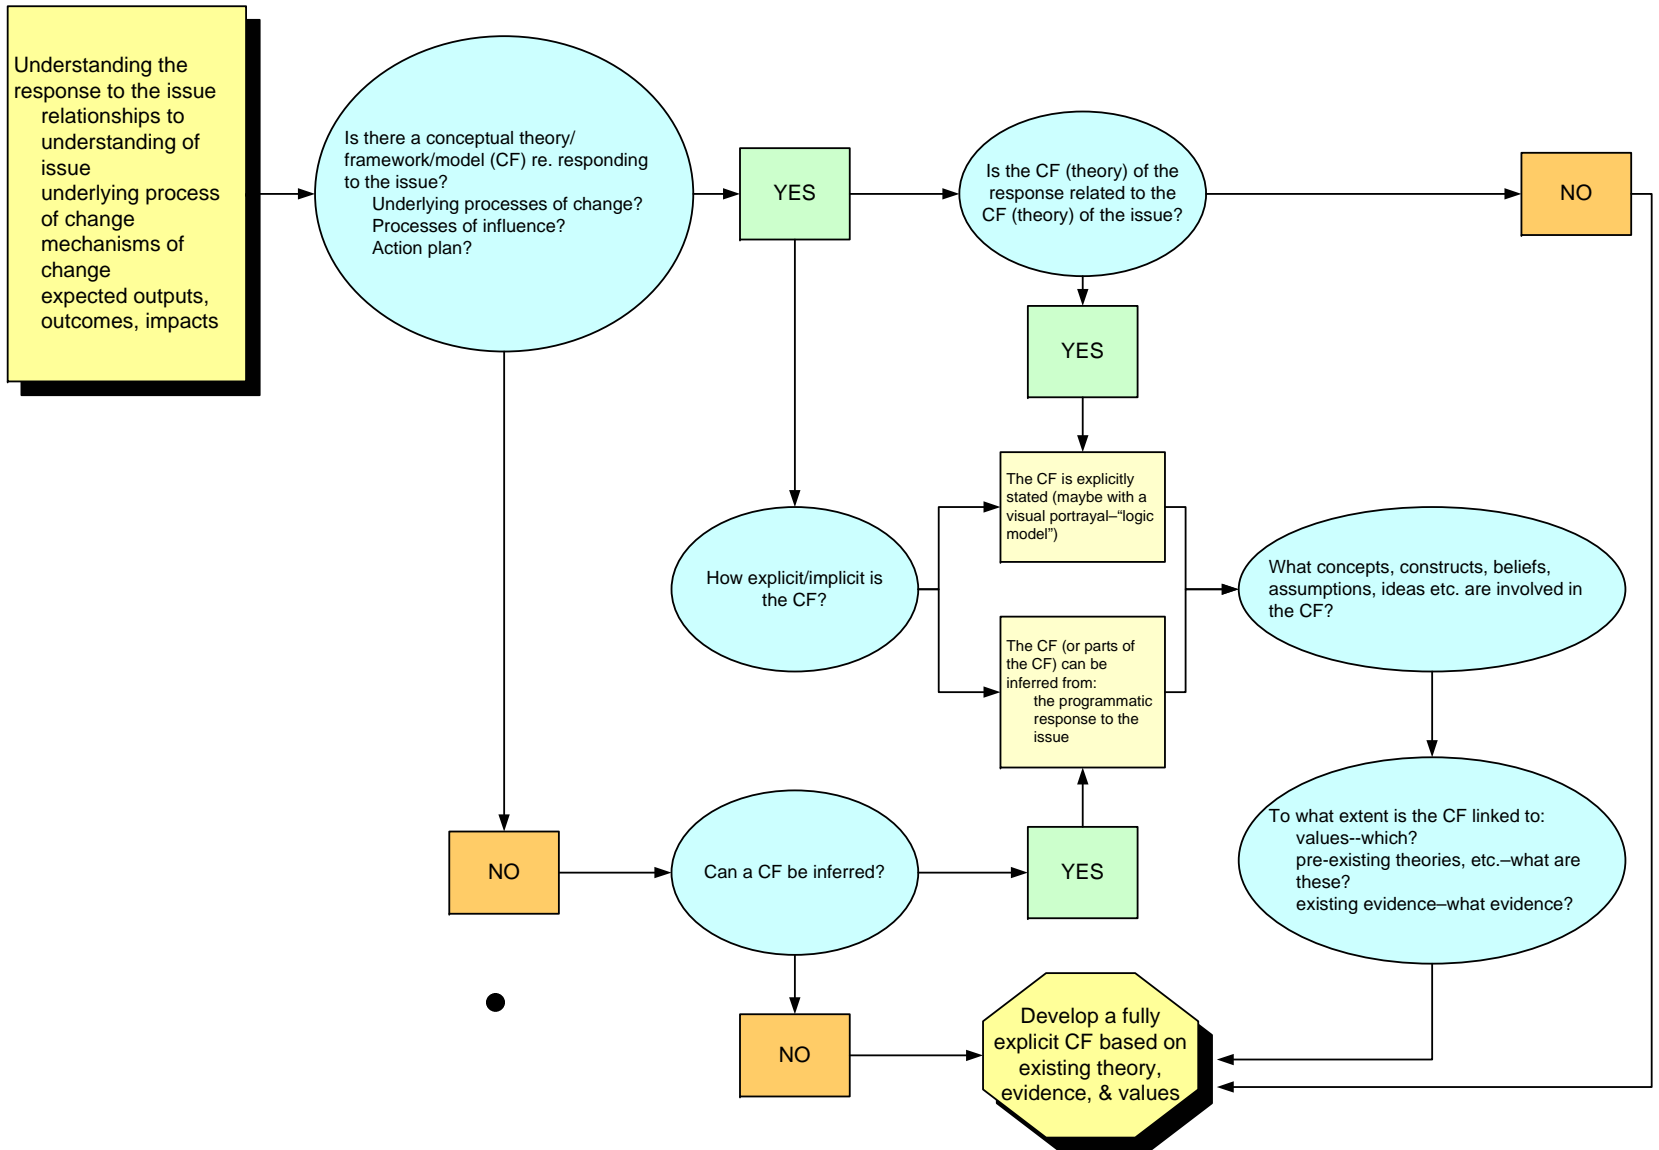 Understanding the
response to the issue
relationships to
understanding of
issue
underlying process
of change
mechanisms of
change
expected outputs,
outcomes, impacts
Is there a conceptual theory/
framework/model (CF) re. responding
to the issue?
Underlying processes of change?
Processes of influence?
Action plan?
YES
Is the CF (theory) of the
response related to the
CF (theory) of the issue?
NO
YES
The CF is explicitly
stated (maybe with a
visual portrayal–“logic
model”)
How explicit/implicit is
the CF?
What concepts, constructs, beliefs,
assumptions, ideas etc. are involved in
the CF?
The CF (or parts of
the CF) can be
inferred from:
the programmatic
response to the
issue
To what extent is the CF linked to:
values--which?
pre-existing theories, etc.–what are
these?
existing evidence–what evidence?
NO
Can a CF be inferred?
YES
NO
Develop a fully
explicit CF based on
existing theory,
evidence, & values